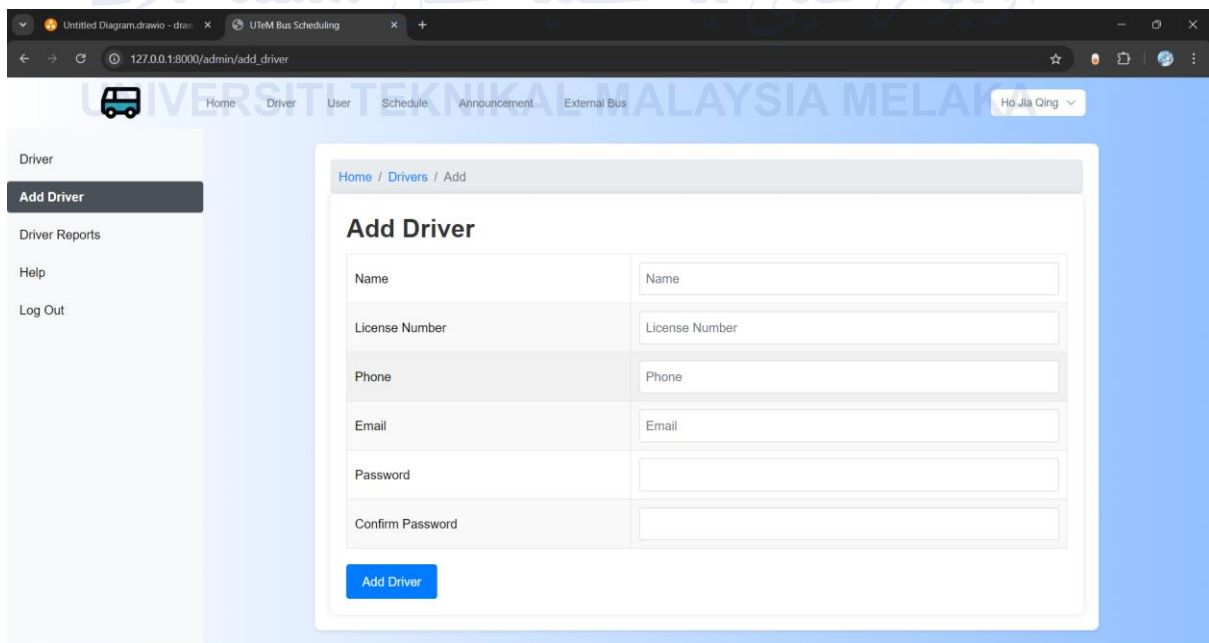 Untitled Diagram.drawio - draw
UTeM Bus Scheduling
127.0.0.1:8000/admin/add_driver
UNIVERSITI TEKNIKAL MALAYSIA MELAKA
Home Driver User Schedule Announcement External Bus Ho Jia Qing
Driver
Add Driver
Driver Reports
Help
Log Out
Home / Drivers / Add
Add Driver
Name Name
License Number License Number
Phone Phone
Email Email
Password
Confirm Password
Add Driver